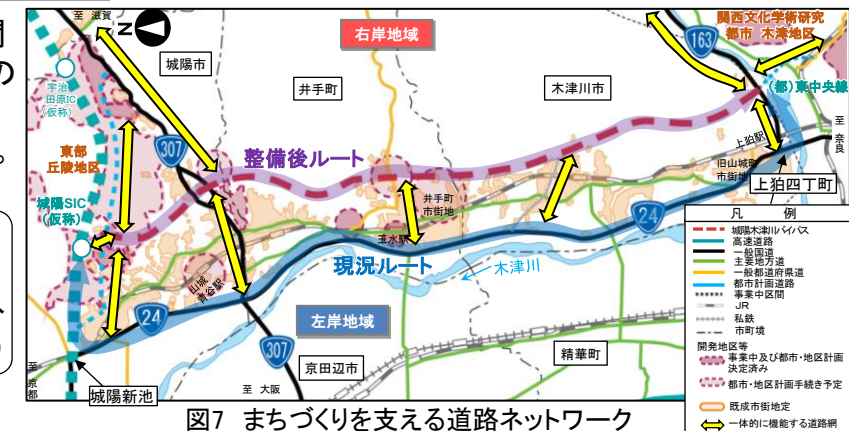 至 滋賀
N
右岸地域
163
関西文化学術研究
都市 木津地区
城陽市
井手町
木津川市
(都)東中央線
宇治
田原IC
(仮称)
307
上狛駅
至
奈良
東部
丘陵地区
整備後ルート
旧山城町
市街地
上狛四丁町
城陽SIC
(仮称)
井手町
市街地
24
玉水駅
現況ルート
木津川
山城
青谷駅
24
左岸地域
307
京田辺市
精華町
至
京都
至 大阪
城陽新池
凡 例
城陽木津川バイパス
高速道路
一般国道
主要地方道
一般都道府県道
都市計画道路
事業中区間
JR
私鉄
市町境
開発地区等
事業中及び都市・地区計画
決定済み
都市・地区計画手続き予定
既成市街地定
一体的に機能する道路網
図7 まちづくりを支える道路ネットワーク